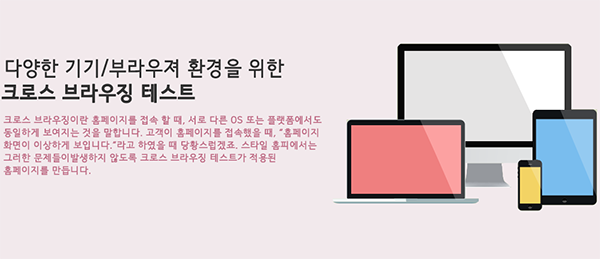 다양한 기기/부라우져 환경을 위한
크로스 브라우징 테스트
크로스 브라우징이란 홈페이지를 접속 할 때, 서로 다른 OS 또는 플랫폼에서도
동일하게 보여지는 것을 말합니다. 고객이 홈페이지를 접속했을 때, “홈페이지
화면이 이상하게 보입니다.”라고 하였을 때 당황스럽겠죠. 스타일 홈피에서는
그러한 문제들이발생하지 않도록 크로스 브라우징 테스트가 적용된
홈페이지를 만듭니다.